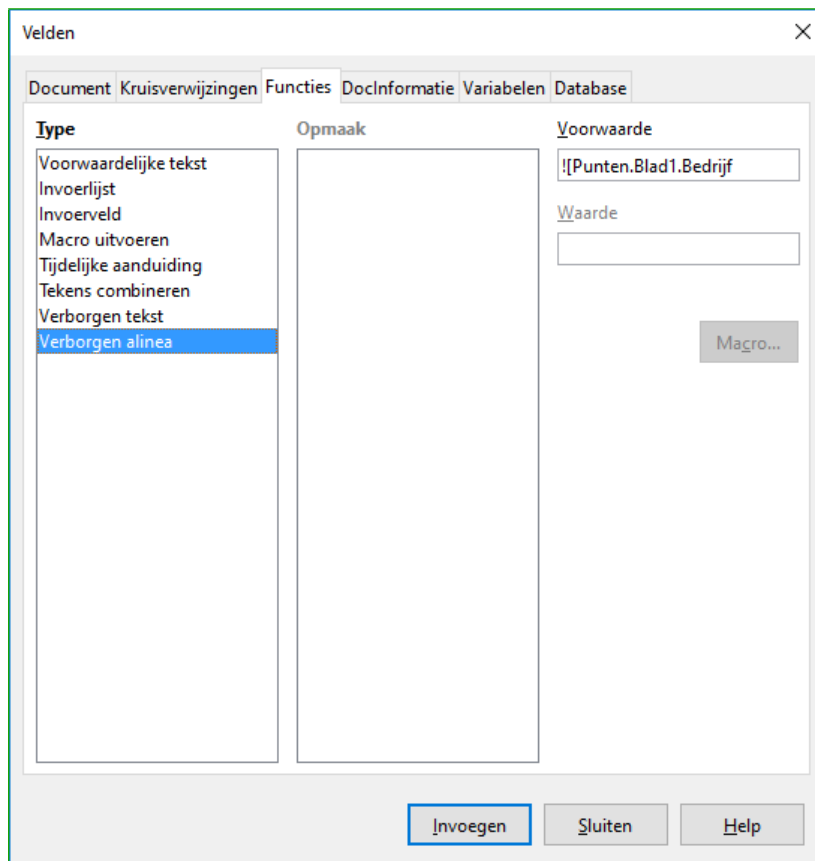 Velden
Document Kruisverwijzingen Functies DocInformatie Variabelen Database
Type
Voorwaardelijke tekst
Invoerlijst
Invoerveld
Macro uitvoeren
Tijdelijke aanduiding
Tekens combineren
Verborgen tekst
Verborgen alinea
Opmaak
Voorwaarde
![Punten.Blad1.Bedrijf
Waarde
Macro...
Invoegen Sluiten Help